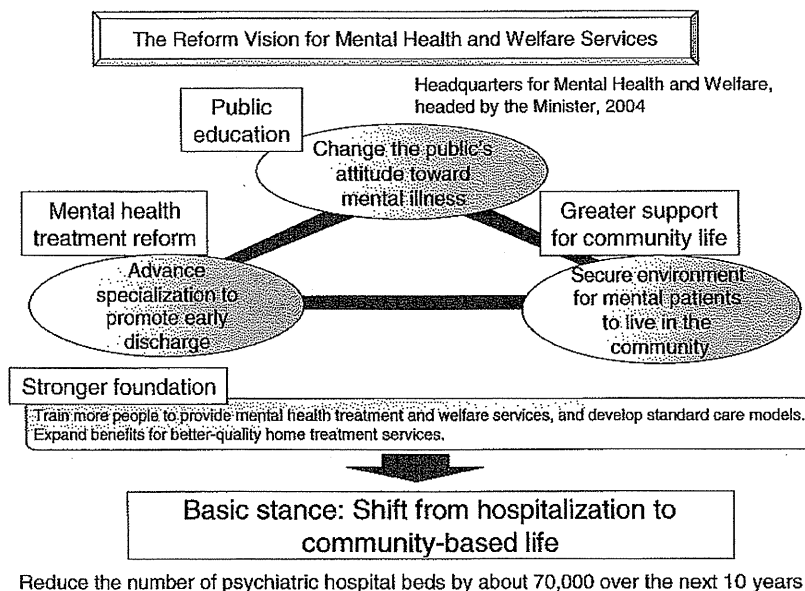 The Reform Vision for Mental Health and Welfare Services
Headquarters for Mental Health and Welfare,
headed by the Minister, 2004
Public
education
Change the public's
attitude toward
mental illness
Mental health
treatment reform
Advance
specialization to
promote early
discharge
Greater support
for community life
Secure environment
for mental patients
to live in the
community
Stronger foundation
Train more people to provide mental health treatment and welfare services, and develop standard care models.
Expand benefits for better-quality home treatment services.
Basic stance: Shift from hospitalization to
community-based life
Reduce the number of psychiatric hospital beds by about 70,000 over the next 10 years